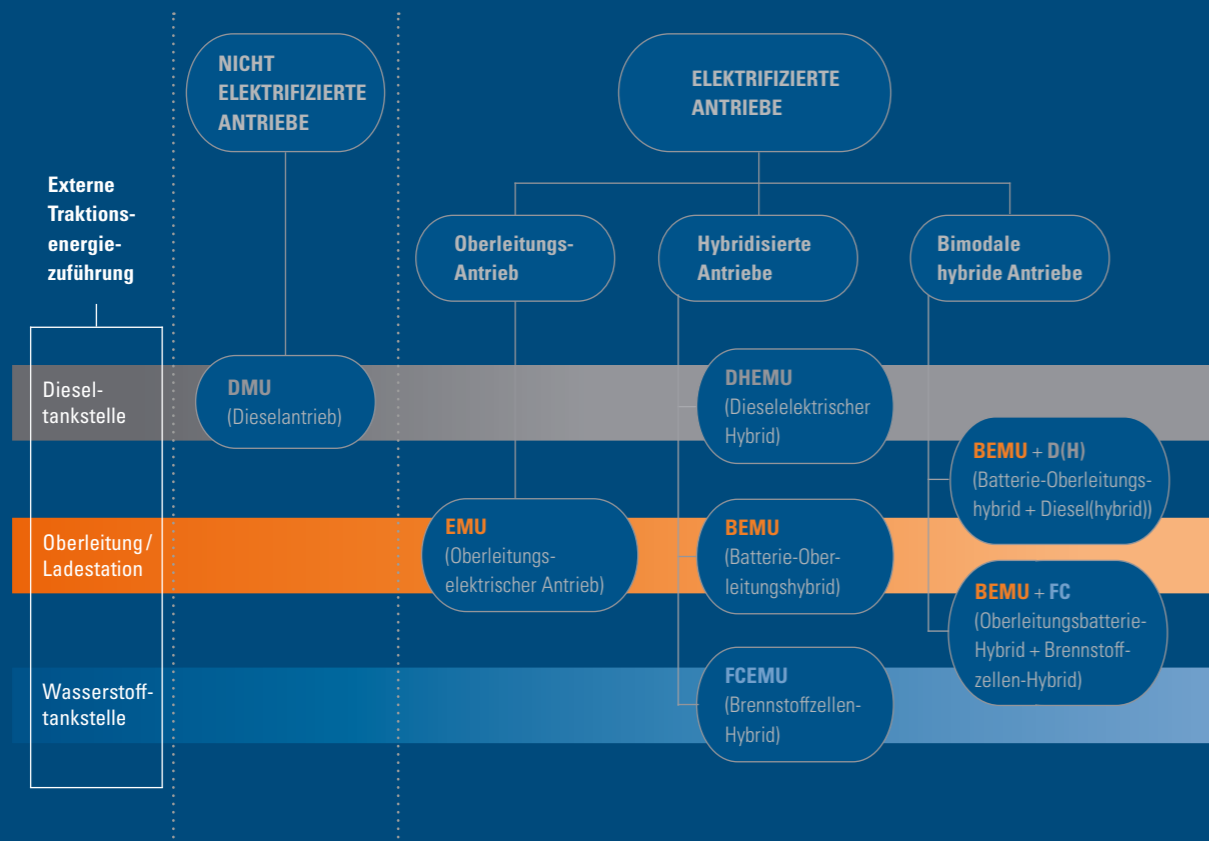 NICHT
ELEKTRIFIZIERTE
ANTRIEBE
ELEKTRIFIZIERTE
ANTRIEBE
Externe
Traktions-
energie-
zuführung
Oberleitungs-
Antrieb
Hybridisierte
Antriebe
Bimodale
hybride Antriebe
Diesel-
tankstelle
DMU
(Dieselantrieb)
DHEMU
(Dieselelektrischer
Hybrid)
BEMU + D(H)
(Batterie-Oberleitungs-
hybrid + Diesel(hybrid))
Oberleitung /
Ladestation
EMU
(Oberleitungs-
elektrischer Antrieb)
BEMU
(Batterie-Ober-
leitungshybrid)
BEMU + FC
(Oberleitungsbatterie-
Hybrid + Brennstoff-
zellen-Hybrid)
Wasserstoff-
tankstelle
FCEMU
(Brennstoffzellen-
Hybrid)